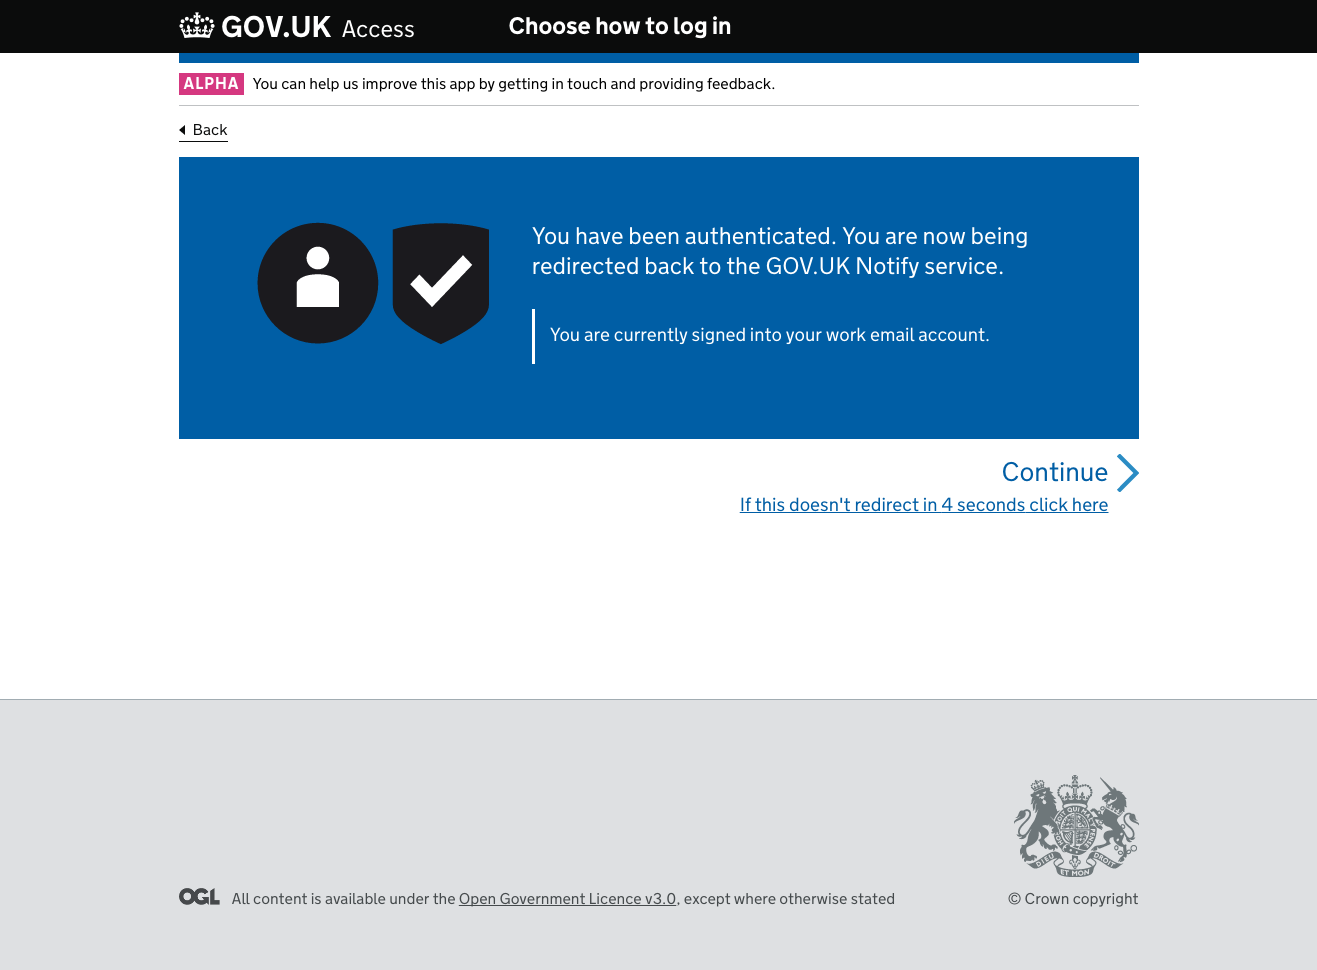 GOV.UK Access
Choose how to log in
ALPHA You can help us improve this app by getting in touch and providing feedback.
Back
You have been authenticated. You are now being
redirected back to the GOV.UK Notify service.
You are currently signed into your work email account.
Continue
If this doesn't redirect in 4 seconds click here
DIEU ET MON DROIT
OGL All content is available under the Open Government Licence v3.0, except where otherwise stated
© Crown copyright